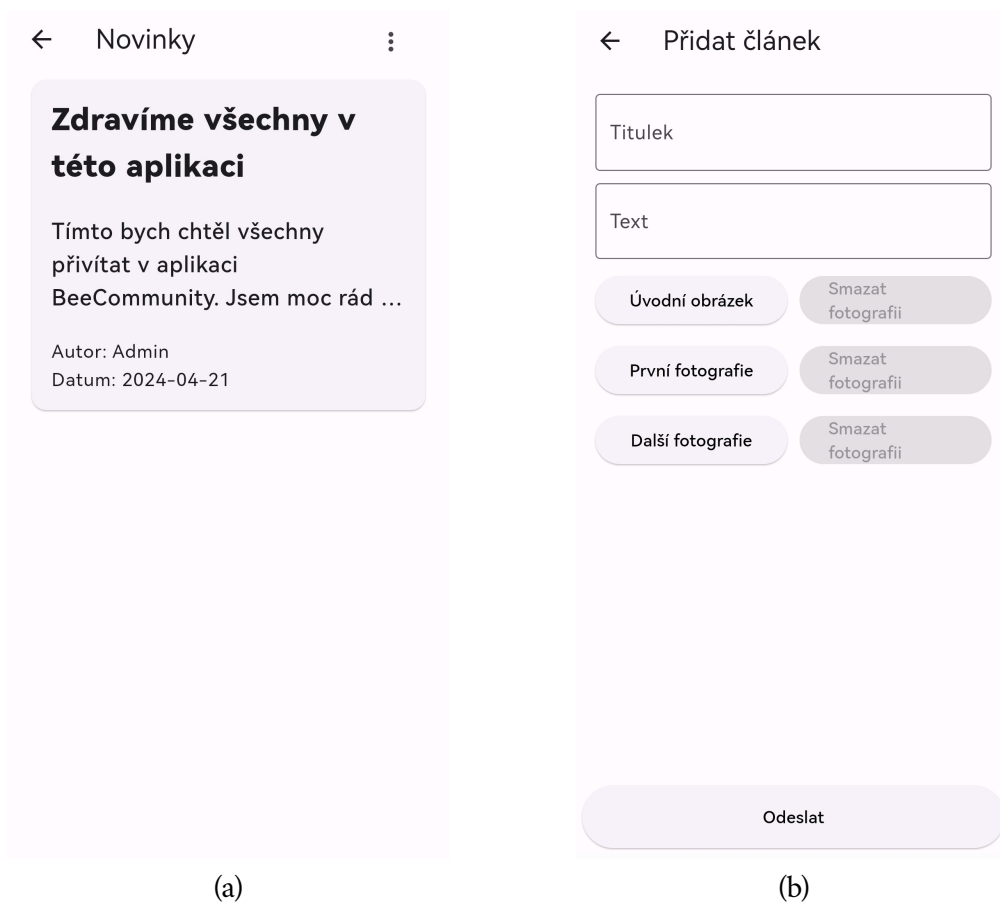 Novinky
Zdravíme všechny v
této aplikaci
Tímto bych chtěl všechny
přivítat v aplikaci
BeeCommunity. Jsem moc rád ...
Autor: Admin
Datum: 2024-04-21
(a)
Přidat článek
Titulek
Text
Úvodní obrázek
Smazat
fotografii
První fotografie
Smazat
fotografii
Další fotografie
Smazat
fotografii
Odeslat
(b)